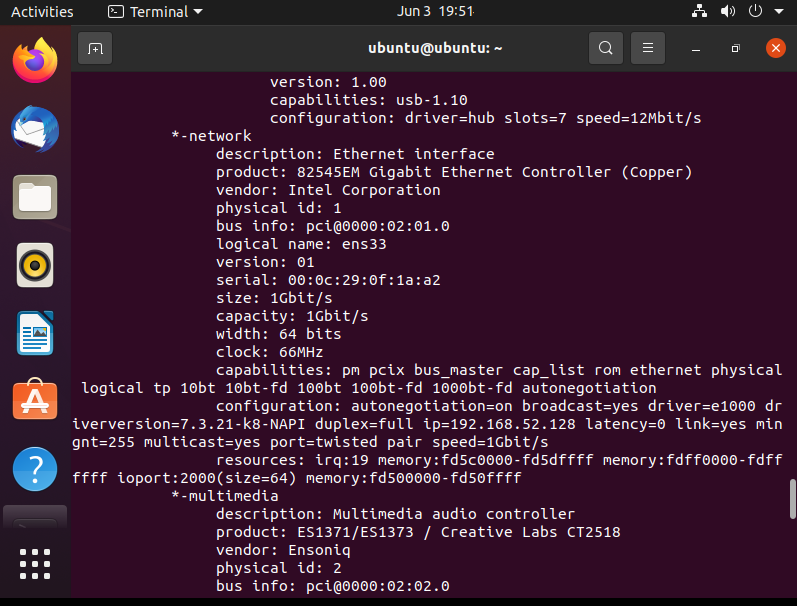 Activities Terminal Jun 3 19:51
ubuntu@ubuntu: ~
version: 1.00
capabilities: usb-1.10
configuration: driver=hub slots=7 speed=12Mbit/s
*-network
description: Ethernet interface
product: 82545EM Gigabit Ethernet Controller (Copper)
vendor: Intel Corporation
physical id: 1
bus info: pci@0000:02:01.0
logical name: ens33
version: 01
serial: 00:0c:29:0f:1a:a2
size: 1Gbit/s
capacity: 1Gbit/s
width: 64 bits
clock: 66MHz
capabilities: pm pcix bus_master cap_list rom ethernet physical
logical tp 10bt 10bt-fd 100bt 100bt-fd 1000bt-fd autonegotiation
configuration: autonegotiation=on broadcast=yes driver=e1000 dr
iverversion=7.3.21-k8-NAPI duplex=full ip=192.168.52.128 latency=0 link=yes min
gnt=255 multicast=yes port=twisted pair speed=1Gbit/s
resources: irq:19 memory:fd5c0000-fd5dffff memory:fdff0000-fdff
ffff ioport:2000(size=64) memory:fd500000-fd50ffff
*-multimedia
description: Multimedia audio controller
product: ES1371/ES1373 / Creative Labs CT2518
vendor: Ensoniq
physical id: 2
bus info: pci@0000:02:02.0